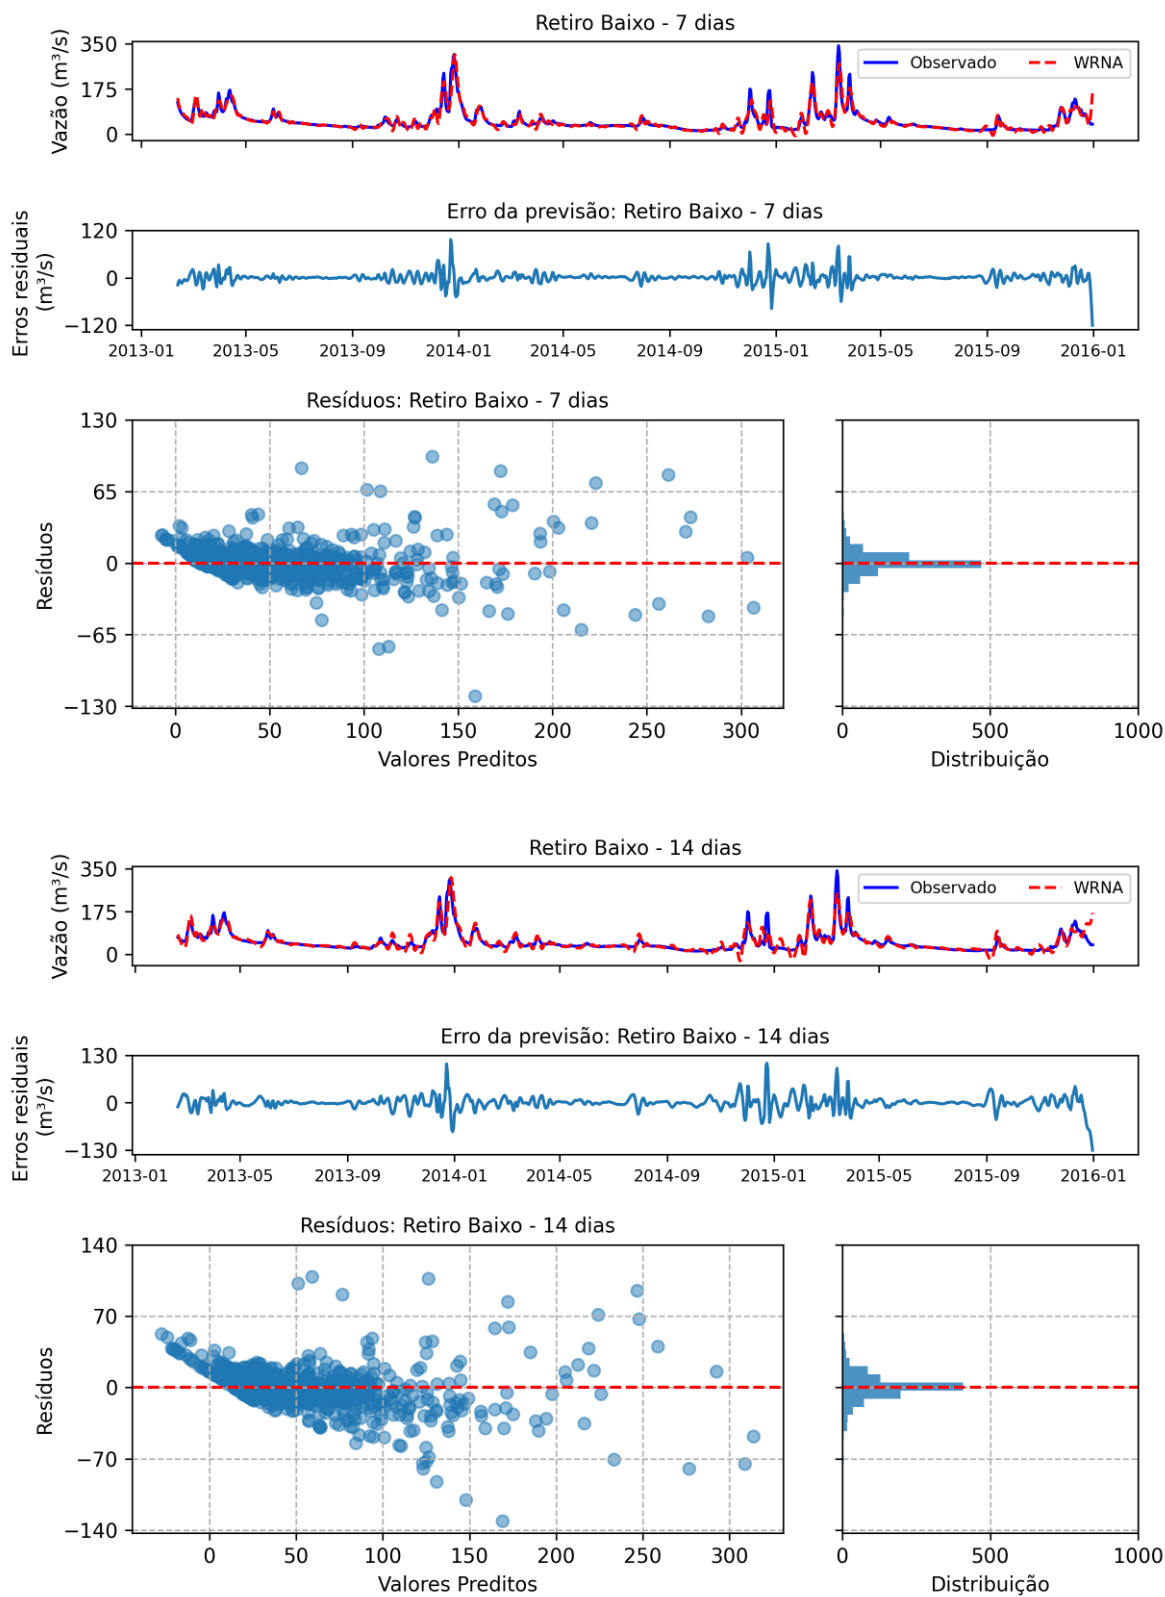 Retiro Baixo - 7 dias
Vazão (m³/s)
350
175
0
Observado
WRNA
Erro da previsão: Retiro Baixo - 7 dias
Erros residuais
(m³/s)
120
0
−120
2013-01 2013-05 2013-09 2014-01 2014-05 2014-09 2015-01 2015-05 2015-09 2016-01
Resíduos: Retiro Baixo - 7 dias
Resíduos
130
65
0
−65
−130
0 50 100 150 200 250 300
Valores Preditos
0 500 1000
Distribuição
Retiro Baixo - 14 dias
Vazão (m³/s)
350
175
0
Observado
WRNA
Erro da previsão: Retiro Baixo - 14 dias
Erros residuais
(m³/s)
130
0
−130
2013-01 2013-05 2013-09 2014-01 2014-05 2014-09 2015-01 2015-05 2015-09 2016-01
Resíduos: Retiro Baixo - 14 dias
Resíduos
140
70
0
−70
−140
0 50 100 150 200 250 300
Valores Preditos
0 500 1000
Distribuição